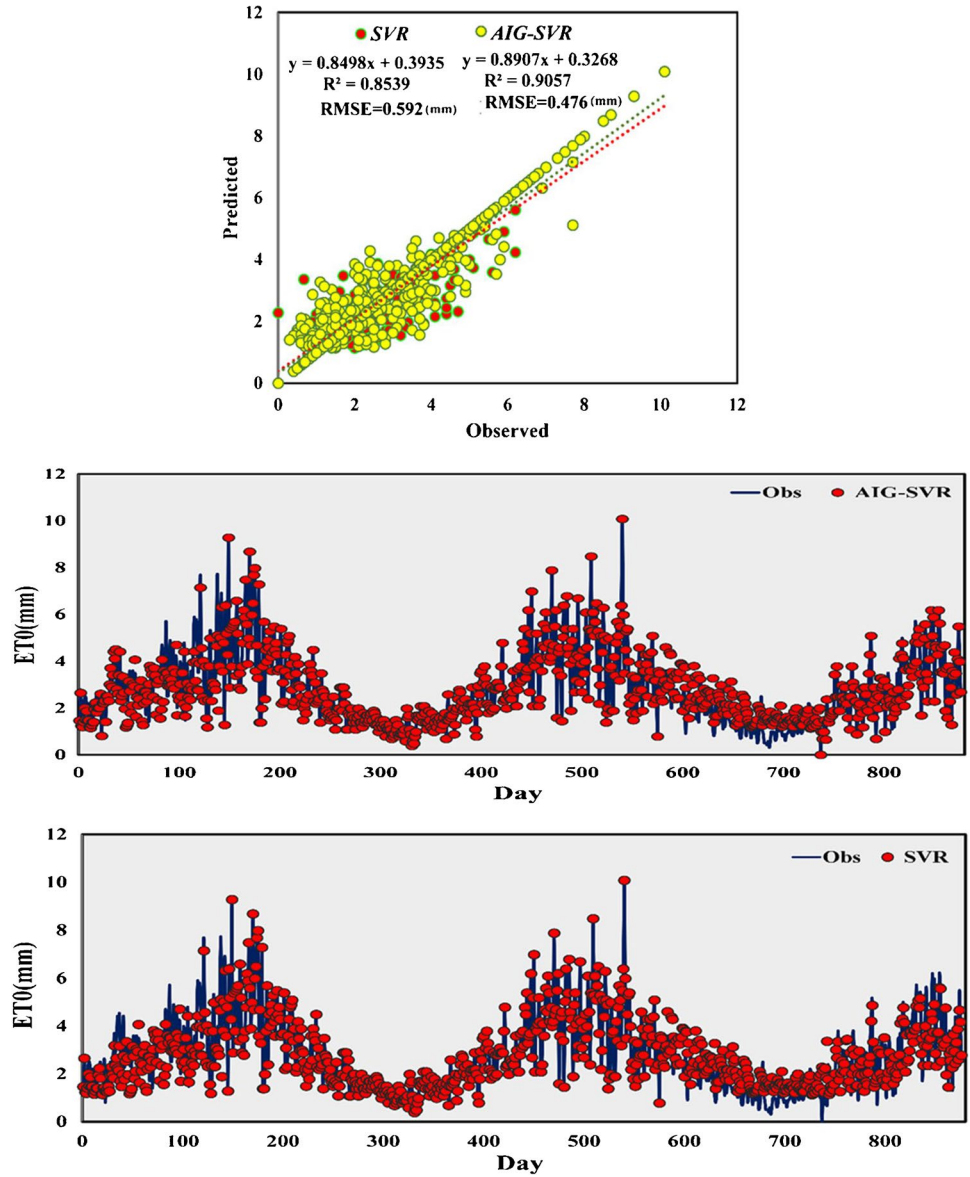 SVR AIG-SVR
y = 0.8498x + 0.3935 y = 0.8907x + 0.3268
R² = 0.8539 R² = 0.9057
RMSE=0.592 (mm) RMSE=0.476 (mm)
12
10
8
6
4
2
0
Predicted
0 2 4 6 8 10 12
Observed
Obs AIG-SVR
12
10
8
6
4
2
0
ET0(mm)
0 100 200 300 400 500 600 700 800
Day
Obs SVR
12
10
8
6
4
2
0
ET0(mm)
0 100 200 300 400 500 600 700 800
Day